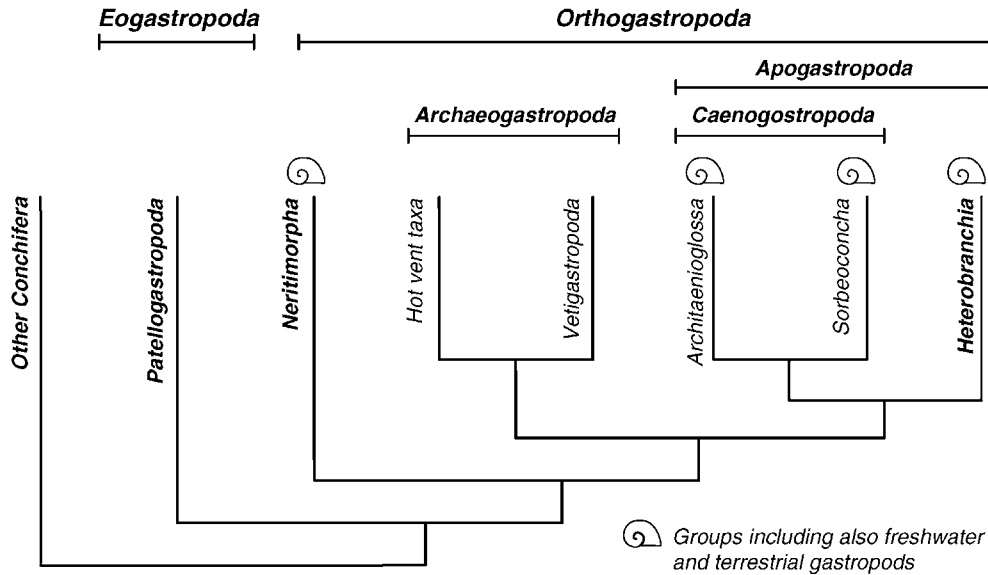 Eogastropoda
Orthogastropoda
Apogastropoda
Archaeogastropoda
Caenogostropoda
Other Conchifera
Patellogastropoda
Neritimorpha
Hot vent taxa
Vetigastropoda
Architaenioglossa
Sorbeoconcha
Heterobranchia
Groups including also freshwater
and terrestrial gastropods